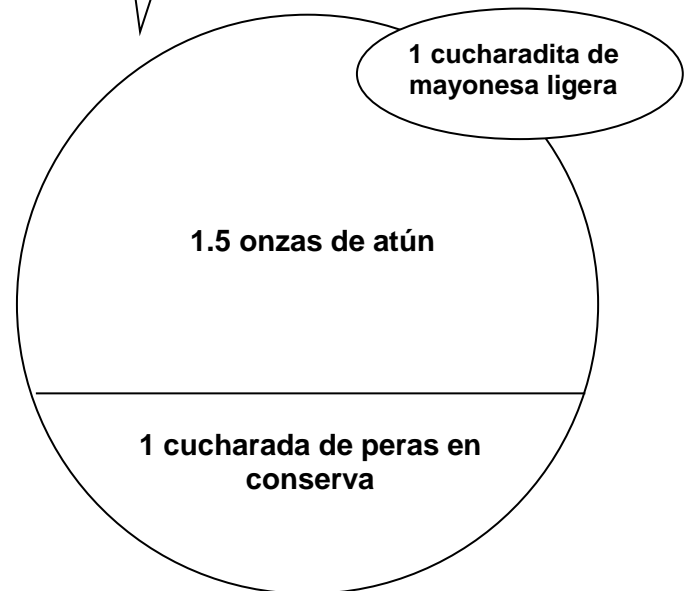 1 cucharadita de
mayonesa ligera
1.5 onzas de atún
1 cucharada de peras en
conserva